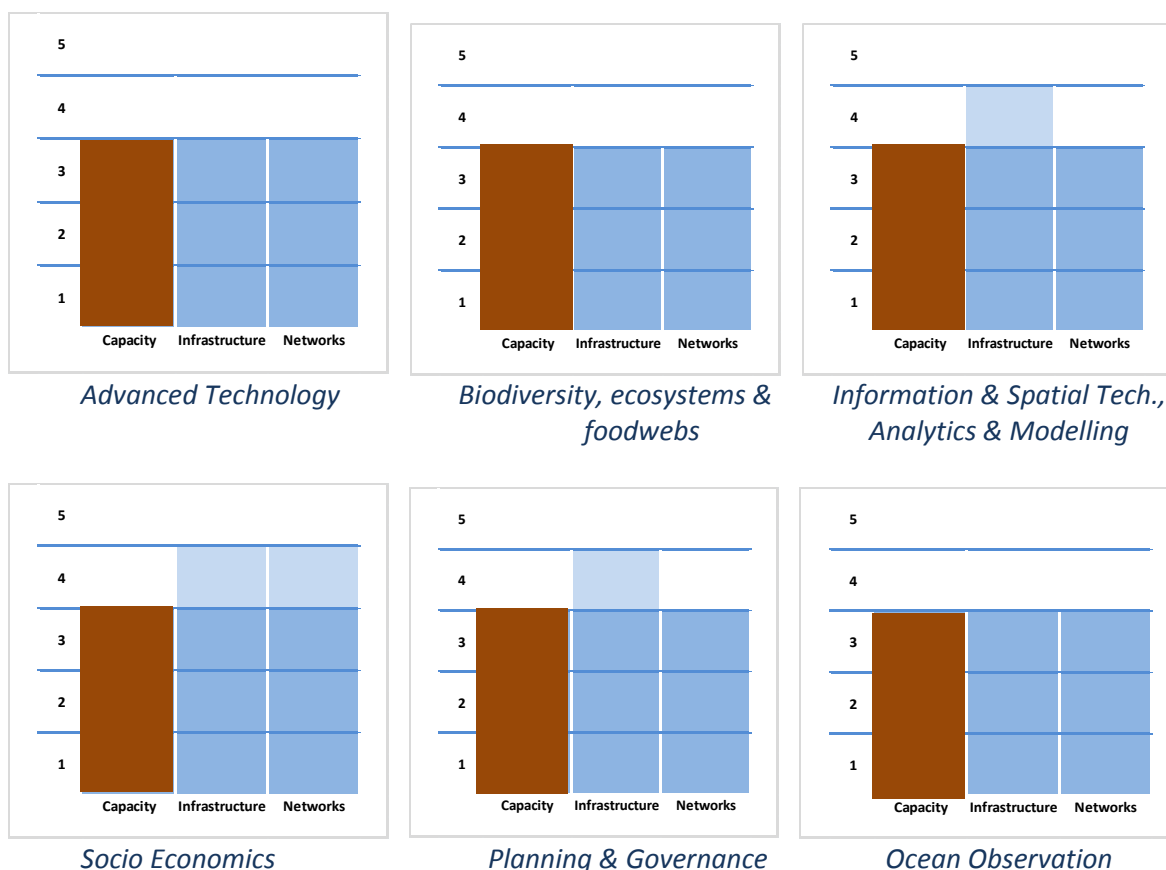 5
4
3
2
1
Capacity Infrastructure Networks
Advanced Technology
5
4
3
2
1
Capacity Infrastructure Networks
Biodiversity, ecosystems &
foodwebs
5
4
3
2
1
Capacity Infrastructure Networks
Information & Spatial Tech.,
Analytics & Modelling
5
4
3
2
1
Capacity Infrastructure Networks
Socio Economics
5
4
3
2
1
Capacity Infrastructure Networks
Planning & Governance
5
4
3
2
1
Capacity Infrastructure Networks
Ocean Observation